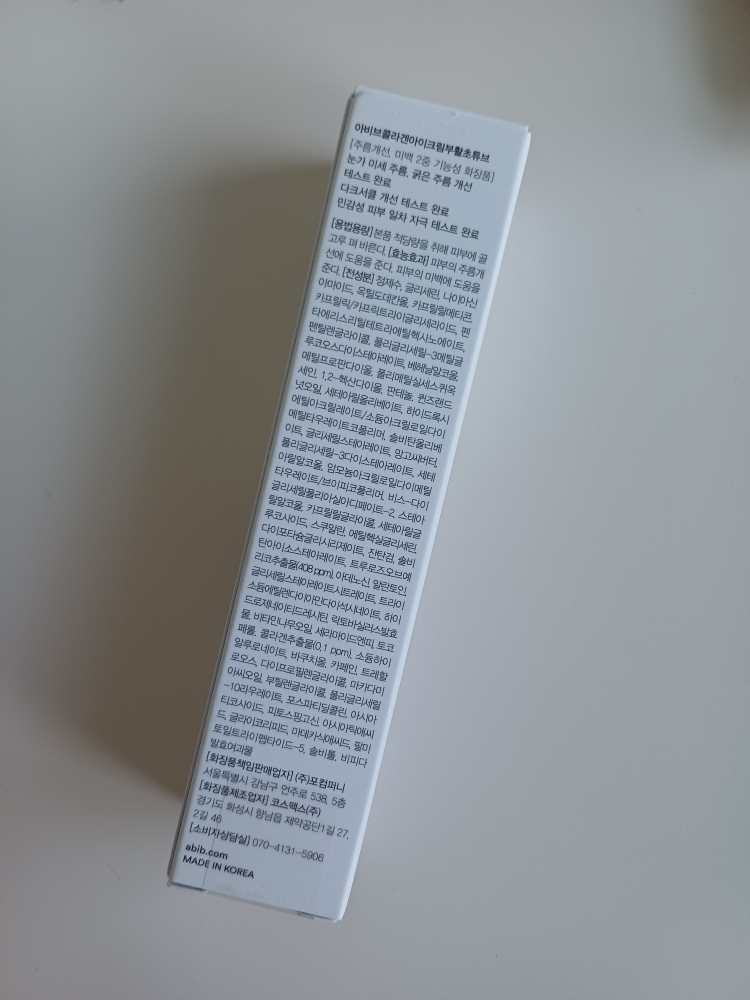 아비브콜라겐아이크림부활초튜브
[주름개선, 미백 2중 기능성 화장품]
눈가 미세 주름, 굵은 주름 개선
테스트 완료
다크서클 개선 테스트 완료
민감성 피부 일차 자극 테스트 완료
[용법용량] 본품 적당량을 취해 피부에 골
고루 펴 바른다. [효능효과] 피부의 주름개
선에 도움을 준다. 피부의 미백에 도움을
준다. [전성분] 정제수, 글리세린, 나이아신
아마이드, 옥틸도데칸올, 카프릴릴메티콘,
카프릴릭/카프릭트라이글리세라이드, 펜
타에리스리틸테트라에틸헥사노에이트,
펜틸렌글라이콜, 폴리글리세릴-3메틸글
루코오스다이스테아레이트, 베헤닐알코올,
메틸프로판다이올, 폴리메틸실세스퀴옥
세인, 1,2-헥산다이올, 판테놀, 퀸즈랜드
넛오일, 세테아릴올리베이트, 하이드록시
에틸아크릴레이트/소듐아크릴로일다이
메틸타우레이트코폴리머, 솔비탄올리베
이트, 글리세릴스테아레이트, 망고씨버터,
폴리글리세릴-3다이스테아레이트, 세테
아릴알코올, 암모늄아크릴로일다이메틸
타우레이트/브이피코폴리머, 비스-다이
글리세릴폴리아실아디페이트-2, 스테아
릴알코올, 카프릴릴글라이콜, 세테아릴글
루코사이드, 스쿠알란, 에틸헥실글리세린,
다이포타슘글리시리제이트, 잔탄검, 솔비
탄아이소스테아레이트, 트루로즈오브예
리코추출물(408 ppm), 아데노신, 알란토인,
글리세릴스테아레이트시트레이트, 트라이
소듐에틸렌다이아민다이석시네이트, 하이
드로제네이티드레시틴, 락토바실러스발효
물, 비타민나무오일, 세라마이드엔피, 토코
페롤, 콜라겐추출물(0.1 ppm), 소듐하이
알루로네이트, 바쿠치올, 카페인, 트레할
로오스, 다이프로필렌글라이콜, 마카다미
아씨오일, 부틸렌글라이콜, 폴리글리세릴
-10라우레이트, 포스파티딜콜린, 아시아
티코사이드, 피토스핑고신, 아시아틱애씨
드, 글라이코리피드, 마데카식애씨드, 팔미
토일트라이펩타이드-5, 솔비톨, 비피다
발효여과물
[화장품책임판매업자] (주)포컴퍼니
서울특별시 강남구 언주로 538, 5층
[화장품제조업자] 코스맥스(주)
경기도 화성시 향남읍 제약공단1길 27,
2길 46
[소비자상담실] 070-4131-5906
abib.com
MADE IN KOREA